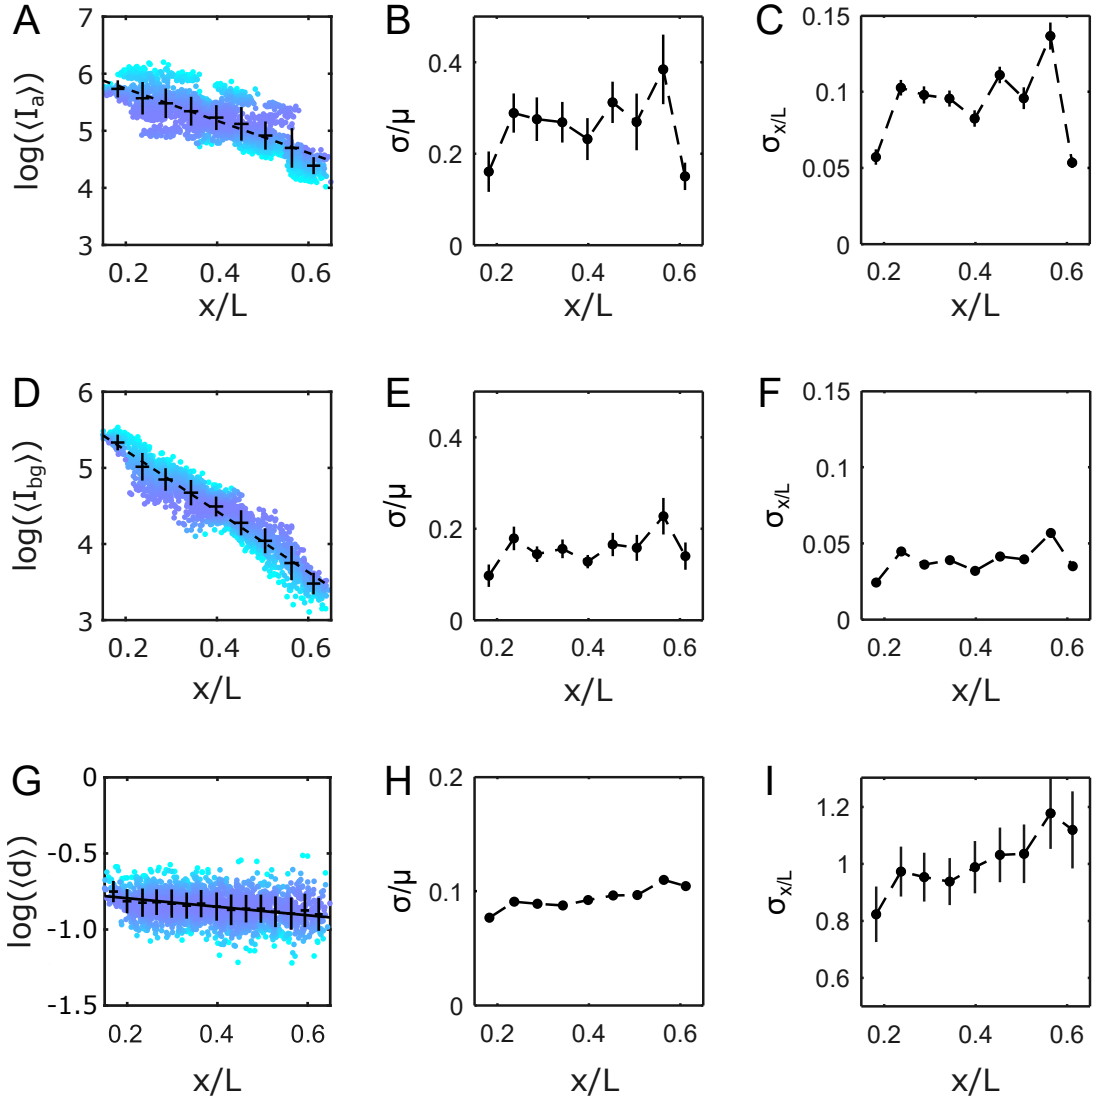 A
log(⟨I_a⟩)
7
6
5
4
3
0.2 0.4 0.6
x/L
B
σ/μ
0.4
0.2
0
0.2 0.4 0.6
x/L
C
σ_x/L
0.15
0.1
0.05
0
0.2 0.4 0.6
x/L
D
log(⟨I_bg⟩)
6
5
4
3
0.2 0.4 0.6
x/L
E
σ/μ
0.4
0.2
0
0.2 0.4 0.6
x/L
F
σ_x/L
0.15
0.1
0.05
0
0.2 0.4 0.6
x/L
G
log(⟨d⟩)
0
-0.5
-1.0
-1.5
0.2 0.4 0.6
x/L
H
σ/μ
0.2
0.1
0
0.2 0.4 0.6
x/L
I
σ_x/L
1.2
1
0.8
0.6
0.2 0.4 0.6
x/L